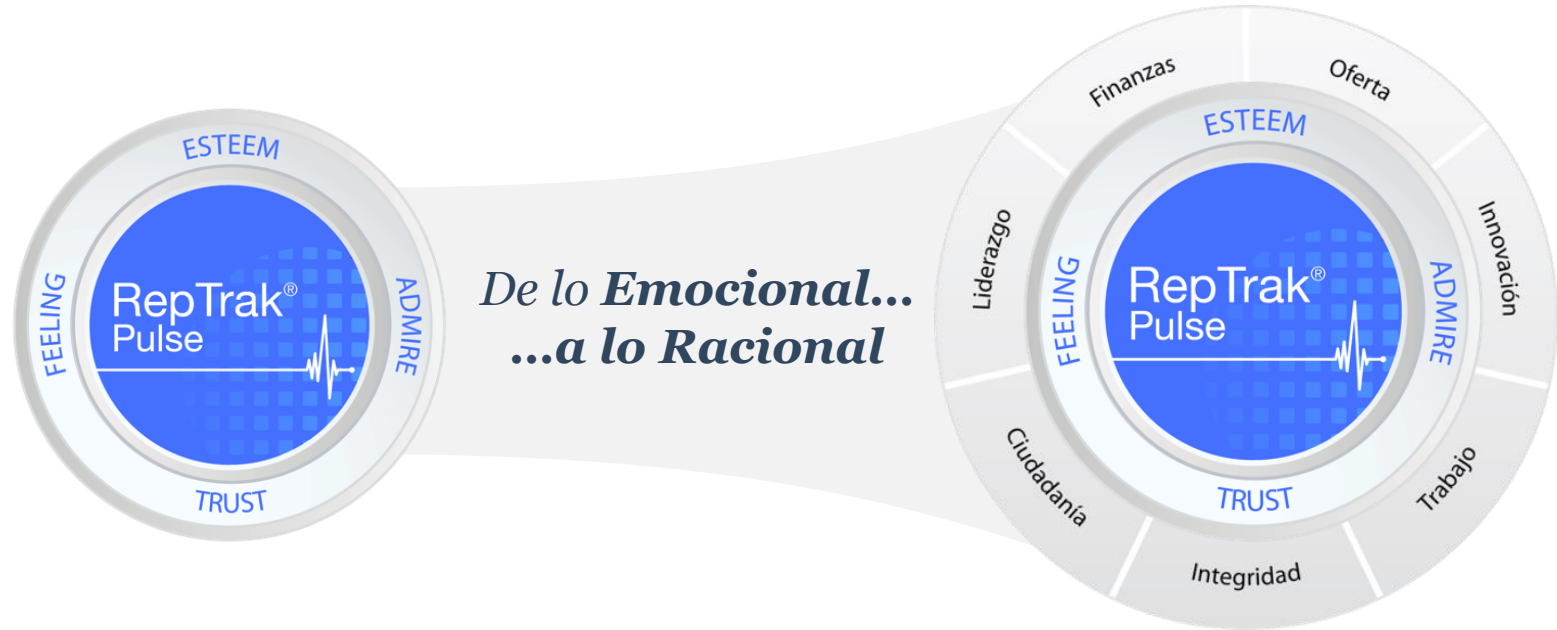 ESTEEM
FEELING
ADMIRE
TRUST
RepTrak®
Pulse
De lo Emocional...
...a lo Racional
Finanzas
Oferta
Liderazgo
Innovación
Ciudadanía
Trabajo
Integridad
ESTEEM
FEELING
ADMIRE
TRUST
RepTrak®
Pulse